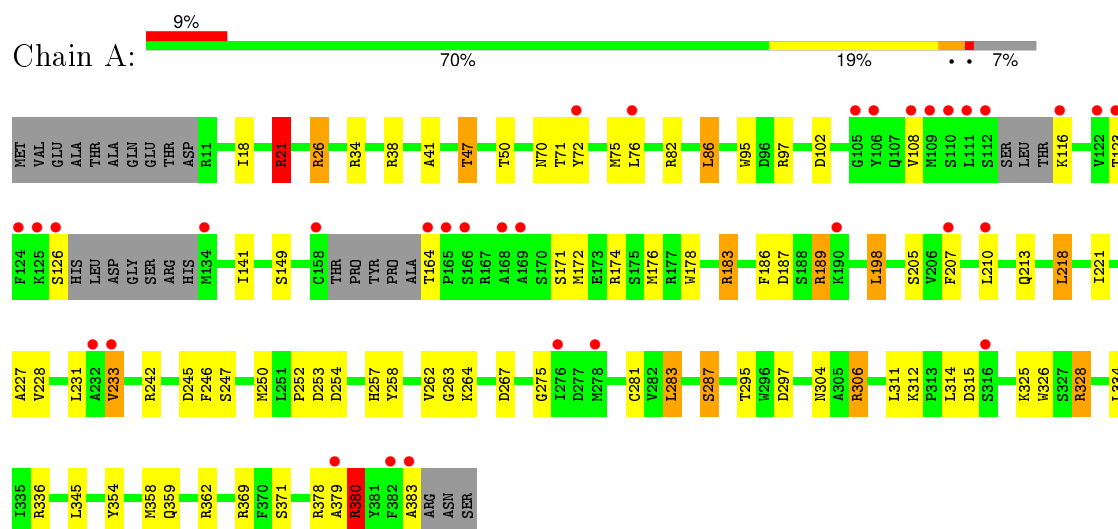 9%
Chain A:
70% 19% • • 7%
MET VAL GLU ALA THR ALA GLN GLU THR ASP R11 I18 R21 R26 R34 R38 A41 T47 T50 N70 T71 Y72 M75 L76 R82 L86 W95 D96 R97 D102 G105 Y106 Q107 V108 M109 S110 L111 S112 SER LEU THR K116 V122 T123
F124 K125 S126 HIS LEU ASP GLY SER ARG HIS M134 I141 S149 C158 THR PRO TYR PRO ALA T164 P165 S166 R167 A168 A169 S170 S171 M172 E173 R174 S175 M176 R177 W178 R183 F186 D187 S188 R189 K190 L198 S205 V206 F207 L210 Q213 L218 I221
A227 V228 L231 A232 V233 R242 D245 F246 S247 M250 L251 P252 D253 D254 H257 Y258 V262 G263 K264 D267 G275 I276 D277 M278 C281 V282 L283 S287 T295 W296 D297 N304 A305 R306 L311 K312 P313 L314 D315 S316 K325 W326 S327 R328 L334
I335 R336 L345 Y354 M358 Q359 R362 R369 F370 S371 R378 A379 R380 Y381 F382 A383 ARG ASN SER